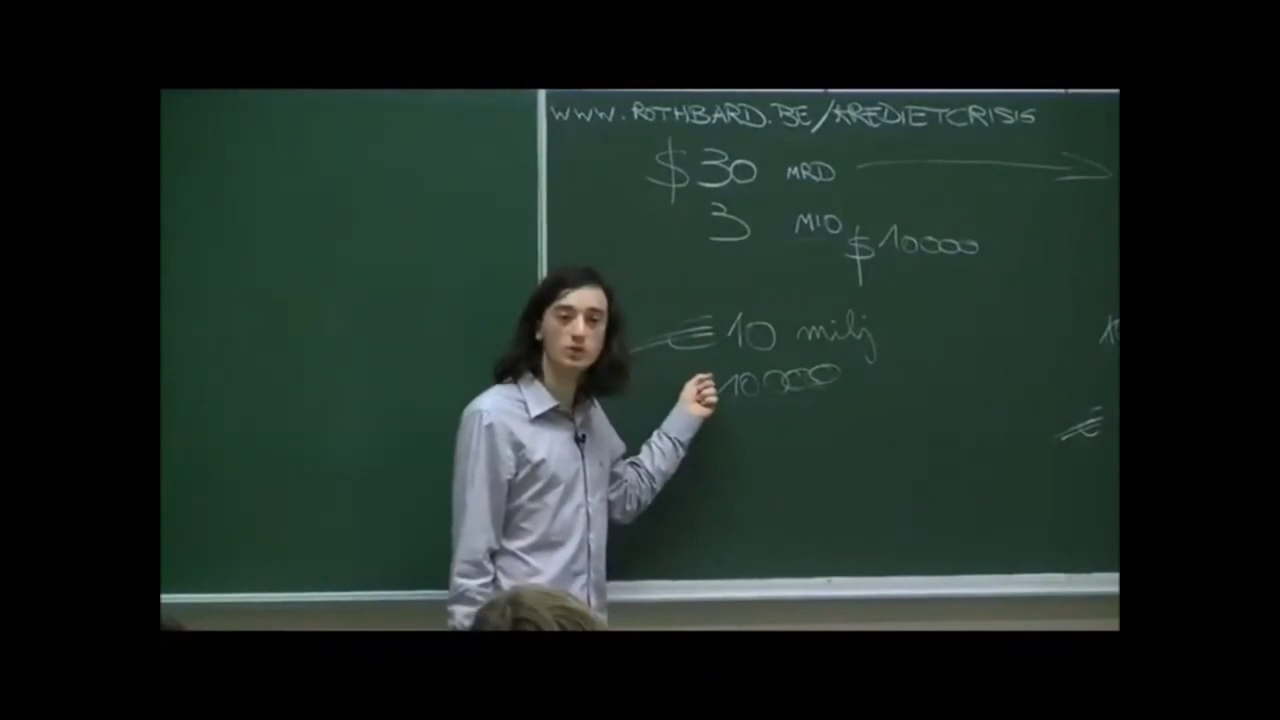 WWW.ROTHBARD.BE/KREDIETCRISIS
$30 MRD
3 MIO $10000
€10 milj
10000
€